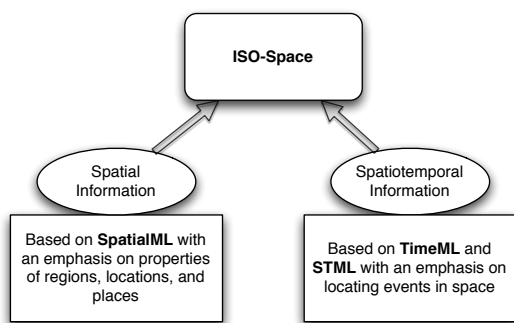 ISO-Space
Spatial
Information
Spatiotemporal
Information
Based on SpatialML with
an emphasis on properties
of regions, locations, and
places
Based on TimeML and
STML with an emphasis on
locating events in space